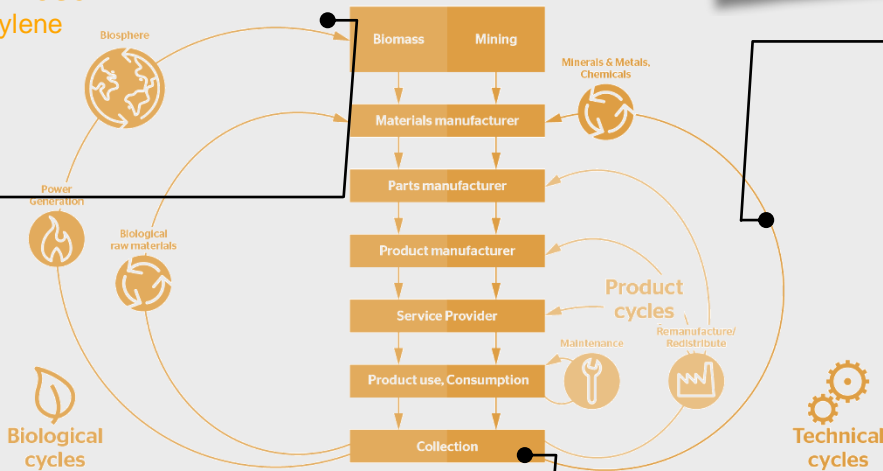 ylene
Biosphere
Biomass
Mining
Minerals & Metals,
Chemicals
Materials manufacturer
Power
Generation
Parts manufacturer
Biological
raw materials
Product manufacturer
Product
cycles
Service Provider
Maintenance
Remanufacture/
Redistribute
Product use, Consumption
Biological
cycles
Collection
Technical
cycles